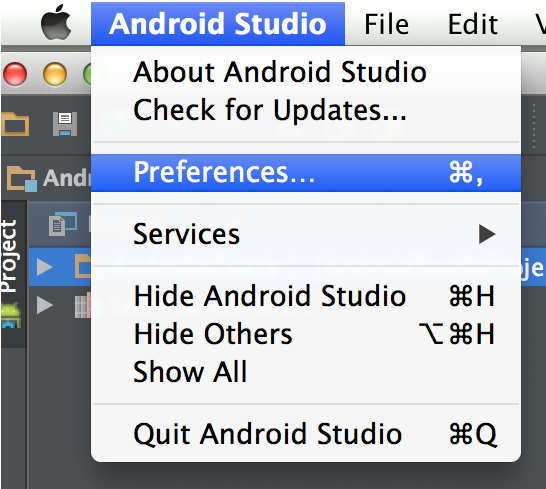 Android Studio File Edit
About Android Studio
Check for Updates...
Preferences... ⌘,
Andr
Services ▶
Project
Hide Android Studio ⌘H
Hide Others ⌥⌘H
Show All
Quit Android Studio ⌘Q